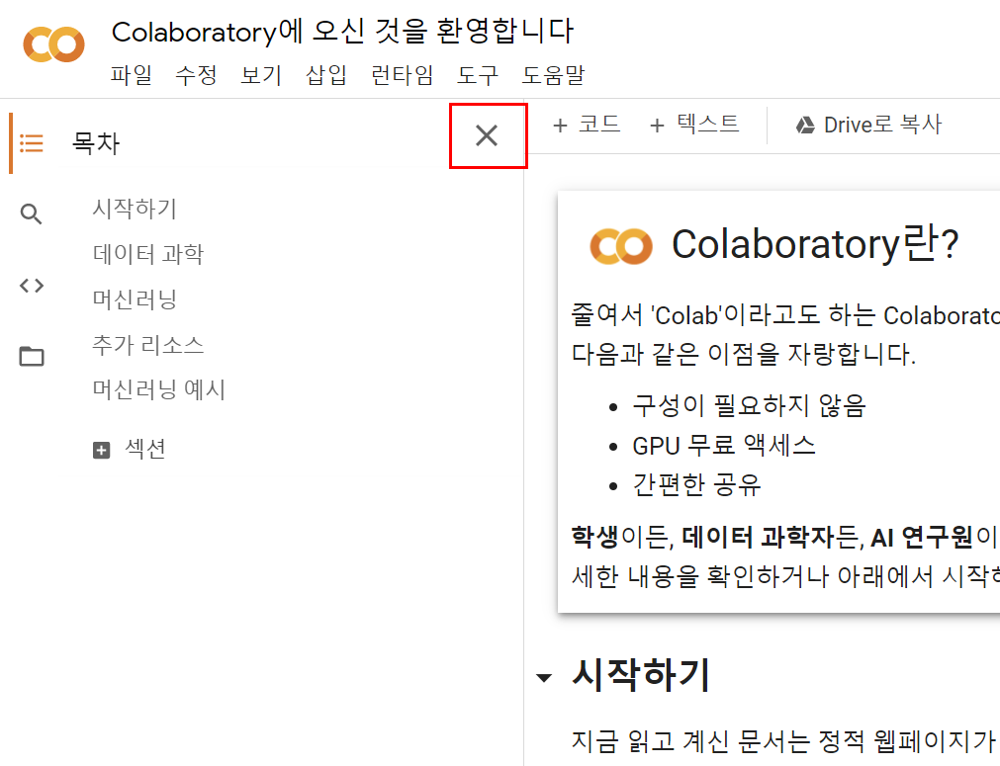 Colaboratory에 오신 것을 환영합니다
파일 수정 보기 삽입 런타임 도구 도움말
목차
시작하기
데이터 과학
머신러닝
추가 리소스
머신러닝 예시
섹션
+ 코드 + 텍스트 Drive로 복사
Colaboratory란?
줄여서 'Colab'이라고도 하는
다음과 같은 이점을 자랑합니다.
• 구성이 필요하지 않음
• GPU 무료 액세스
• 간편한 공유
학생이든, 데이터 과학자든, AI 연구원이
세한 내용을 확인하거나 아래에서
시작하기
지금 읽고 계신 문서는 정적 웹페이지가